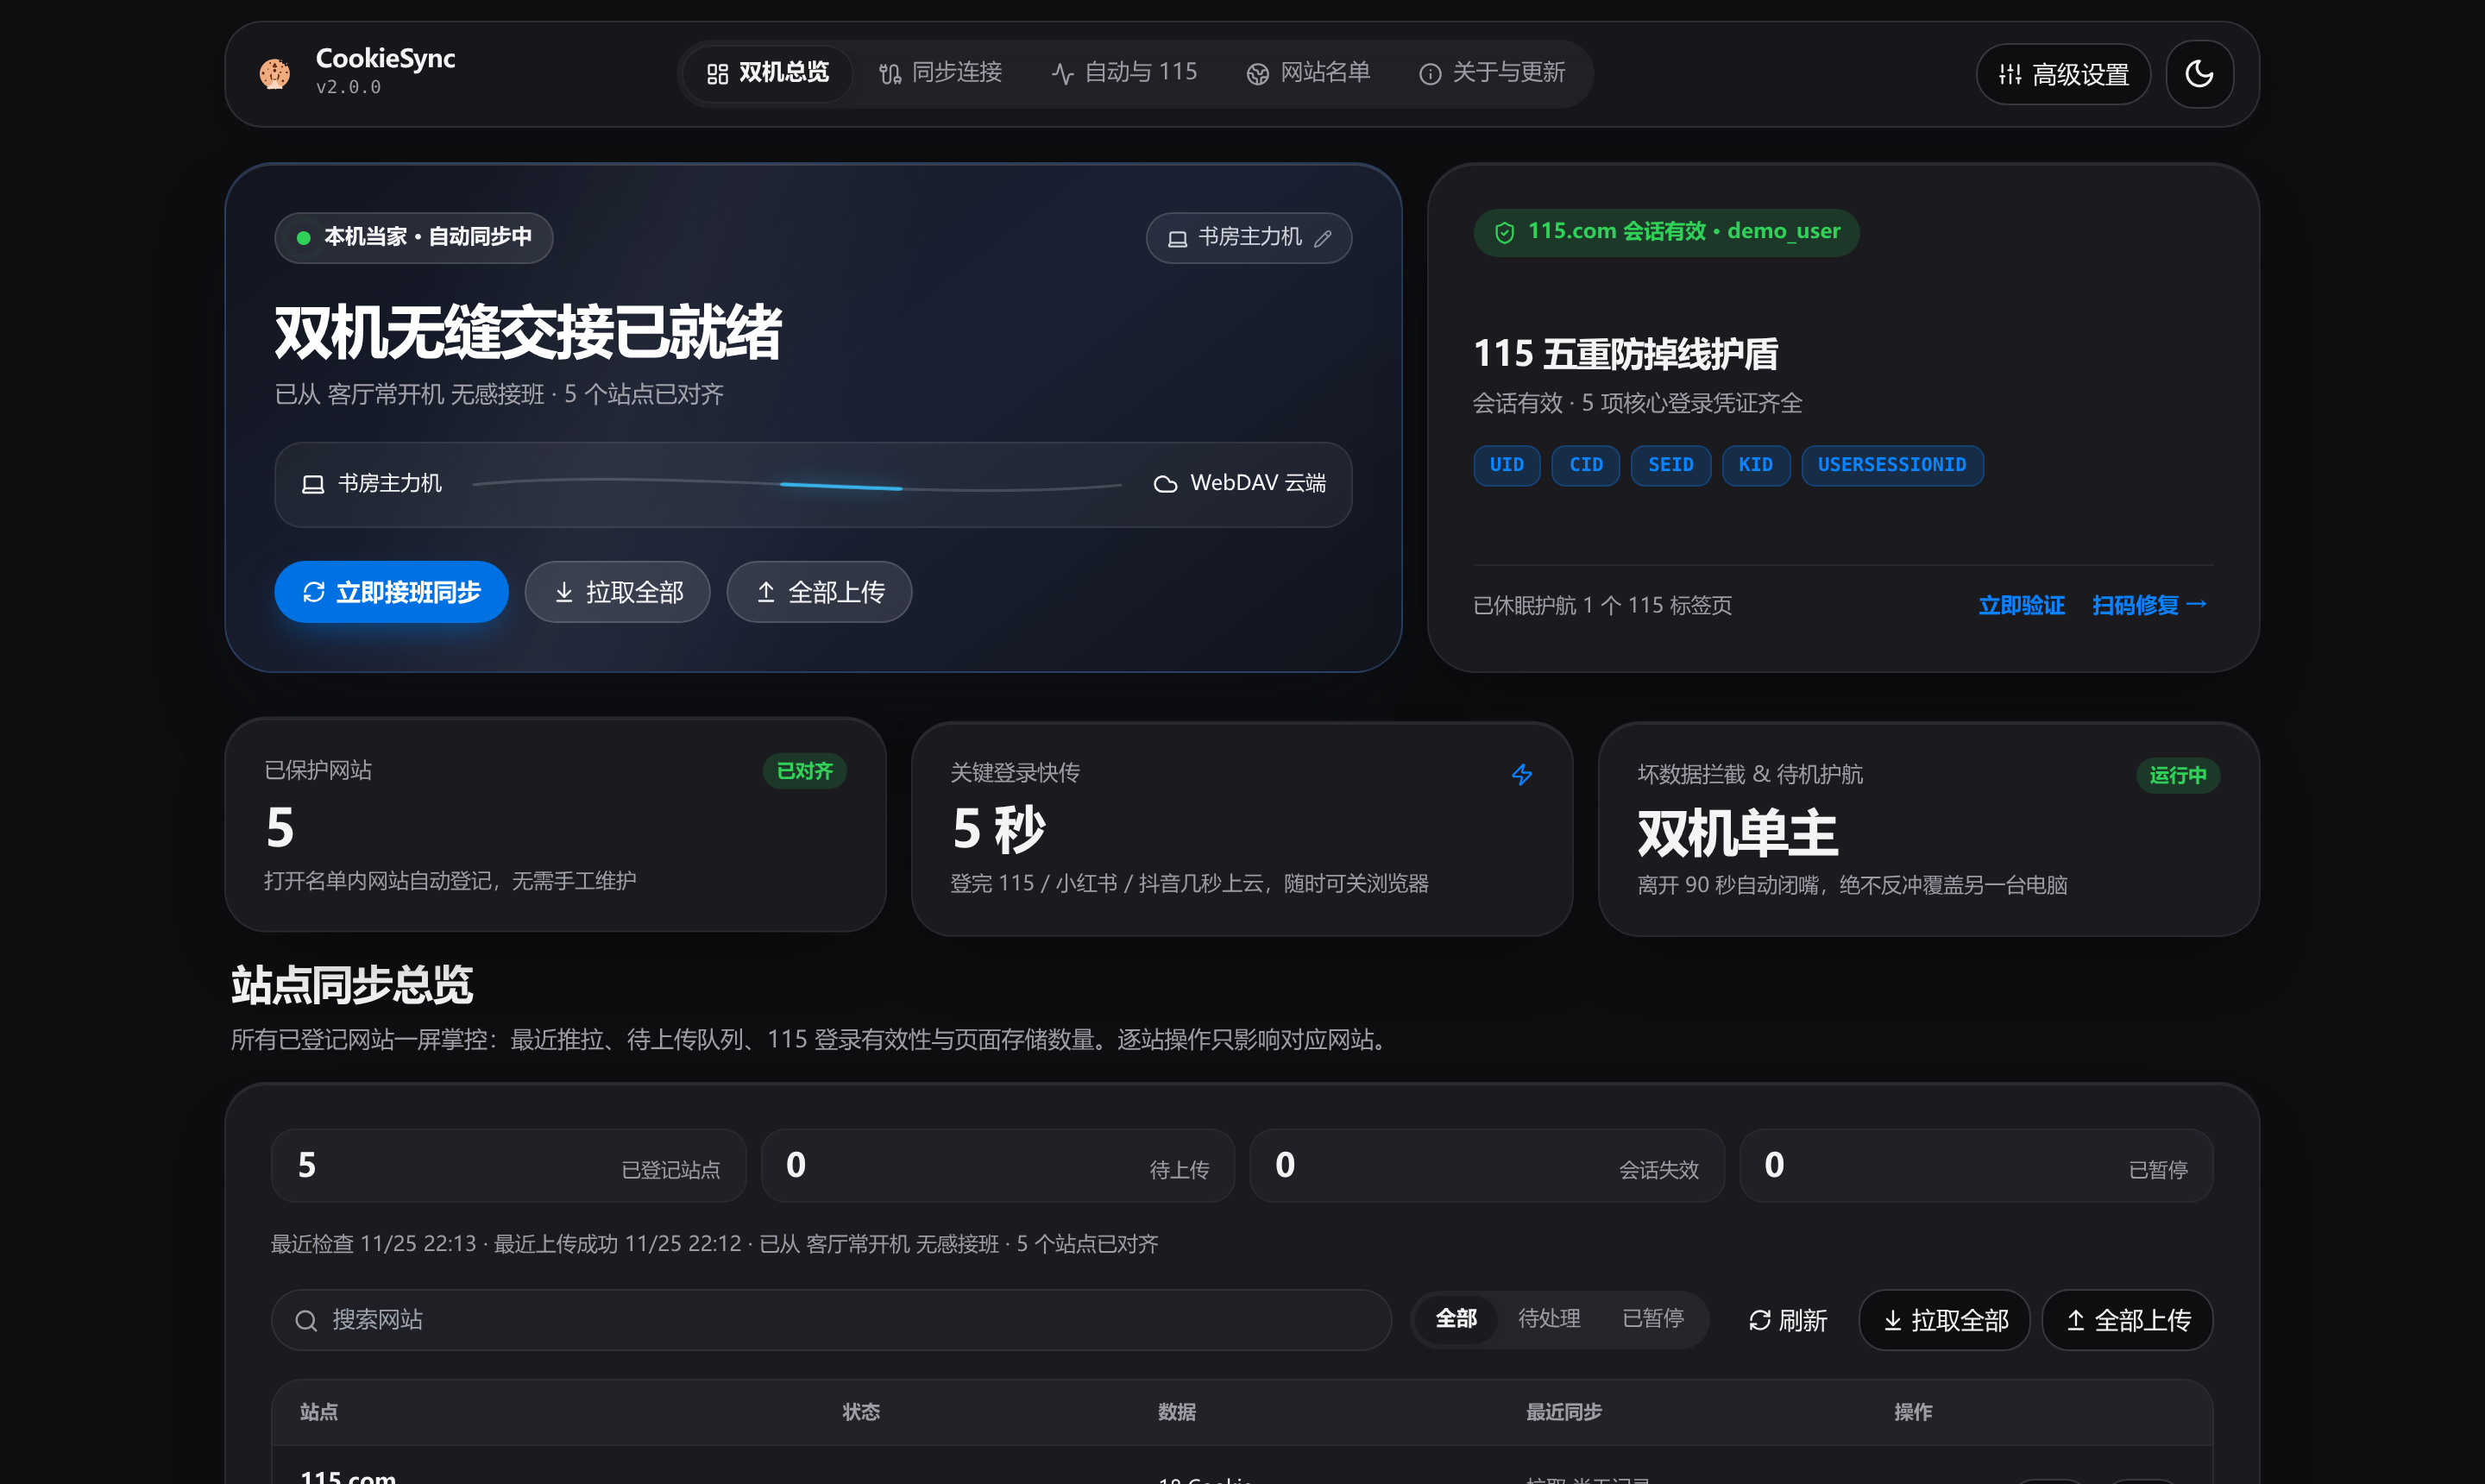 CookieSync
v2.0.0
双机总览
同步连接
自动与 115
网站名单
关于与更新
高级设置
本机当家 • 自动同步中
书房主力机
双机无缝交接已就绪
已从 客厅常开机 无感接班 · 5 个站点已对齐
书房主力机
WebDAV 云端
立即接班同步
拉取全部
全部上传
115.com 会话有效 • demo_user
115 五重防掉线护盾
会话有效 · 5 项核心登录凭证齐全
UID
CID
SEID
KID
USERSESSIONID
已休眠护航 1 个 115 标签页
立即验证
扫码修复 →
已保护网站
已对齐
5
打开名单内网站自动登记，无需手工维护
关键登录快传
5 秒
登完 115 / 小红书 / 抖音几秒上云，随时可关浏览器
坏数据拦截 & 待机护航
运行中
双机单主
离开 90 秒自动闭嘴，绝不反冲覆盖另一台电脑
站点同步总览
所有已登记网站一屏掌控：最近推拉、待上传队列、115 登录有效性与页面存储数量。逐站操作只影响对应网站。
5
已登记站点
0
待上传
0
会话失效
0
已暂停
最近检查 11/25 22:13 · 最近上传成功 11/25 22:12 · 已从 客厅常开机 无感接班 · 5 个站点已对齐
搜索网站
全部
待处理
已暂停
刷新
拉取全部
全部上传
站点
状态
数据
最近同步
操作
115.com
18 Cookie